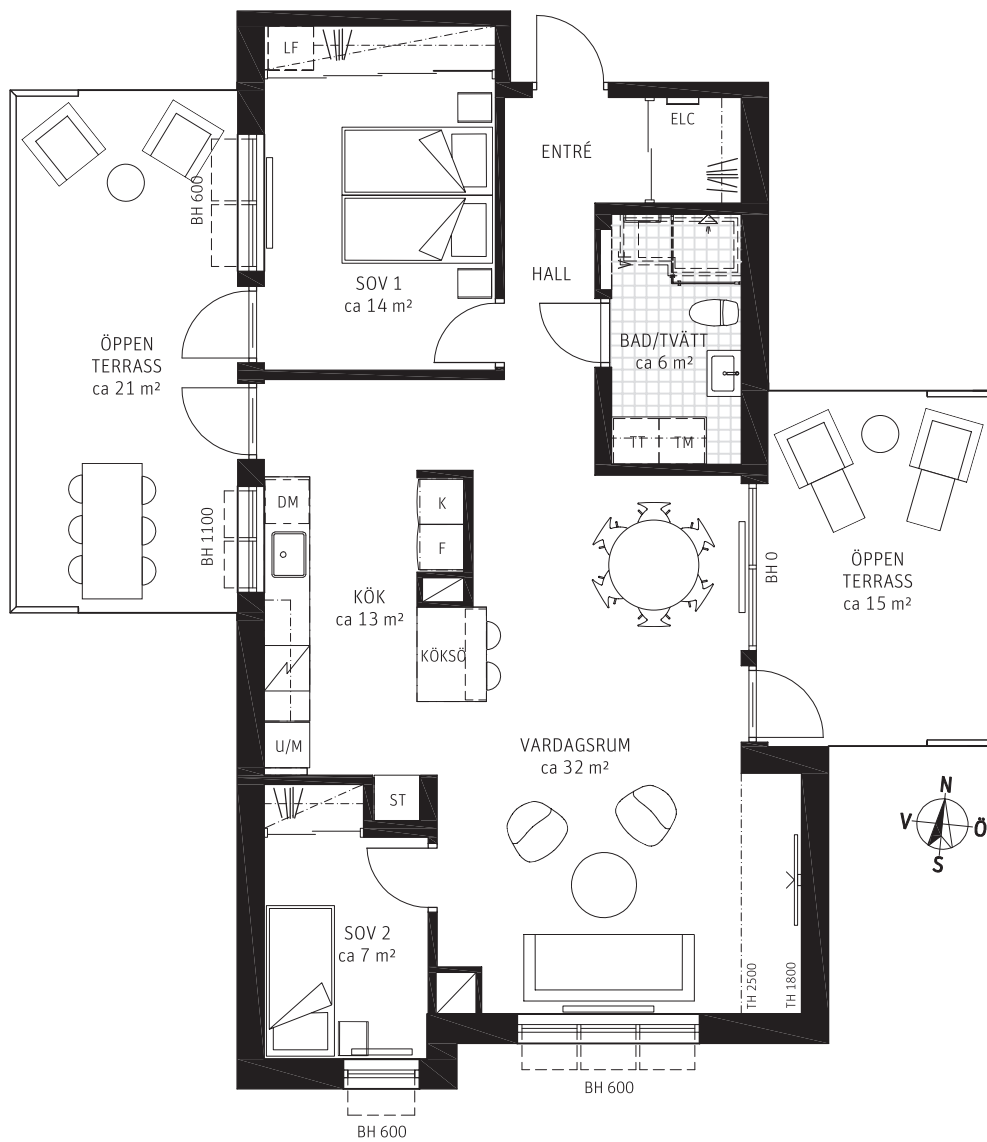 LF
ELC
ENTRÉ
BH 600
HALL
SOV 1
ca 14 m²
ÖPPEN
TERRASS
ca 21 m²
BAD/TVÄTT
ca 6 m²
TT
TM
DM
K
F
BH 1100
BH 0
ÖPPEN
TERRASS
ca 15 m²
KÖK
ca 13 m²
KÖKSÖ
U/M
VARDAGSRUM
ca 32 m²
ST
N
V
Ö
S
SOV 2
ca 7 m²
TH 2500
TH 1800
BH 600
BH 600